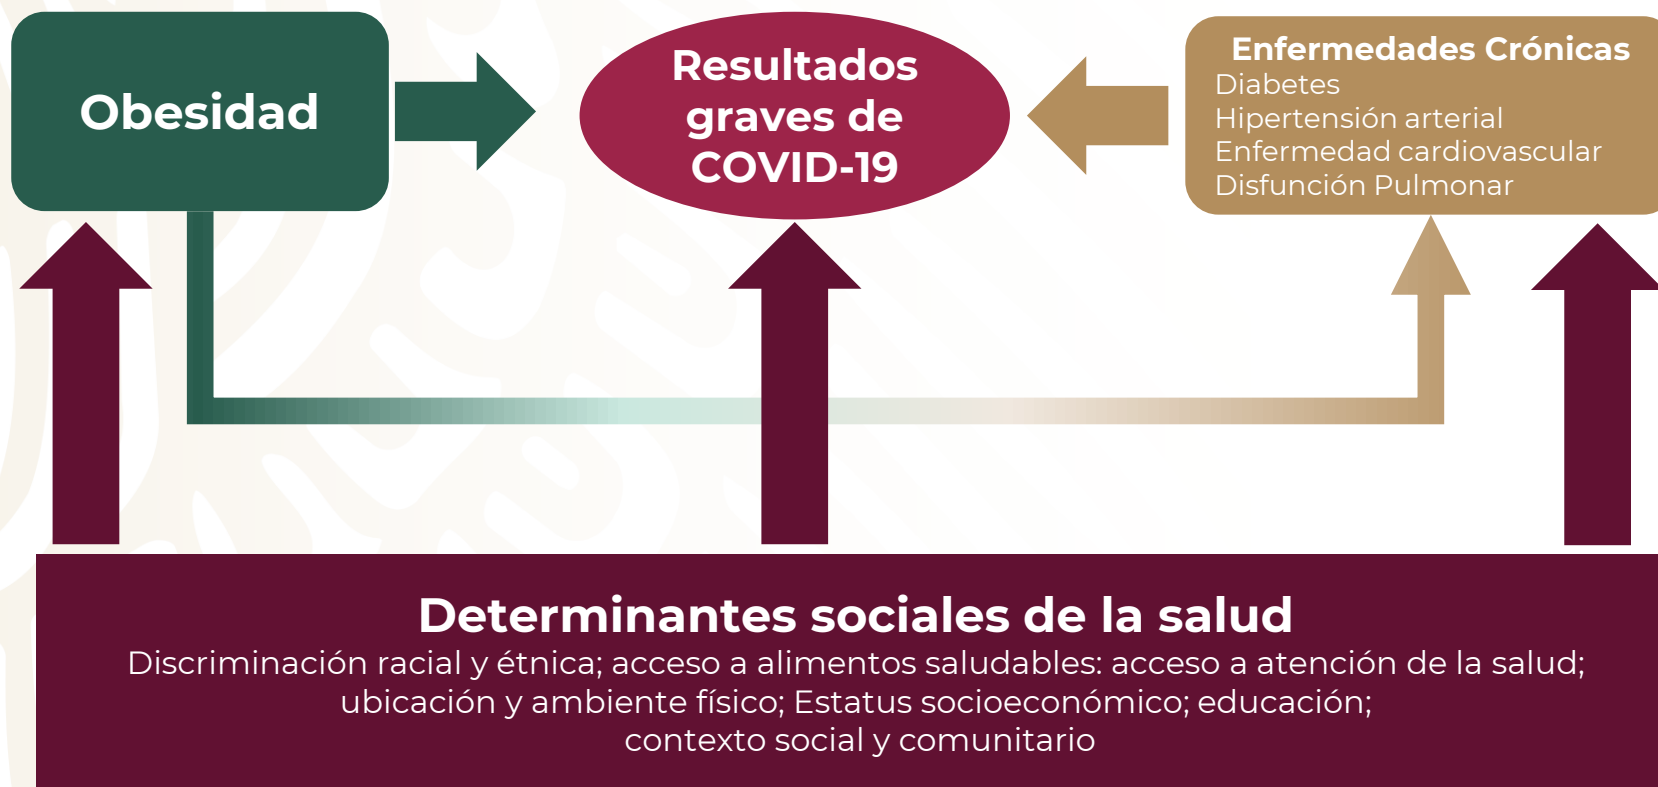 Obesidad
Resultados
graves de
COVID-19
Enfermedades Crónicas
Diabetes
Hipertensión arterial
Enfermedad cardiovascular
Disfunción Pulmonar
Determinantes sociales de la salud
Discriminación racial y étnica; acceso a alimentos saludables: acceso a atención de la salud;
ubicación y ambiente físico; Estatus socioeconómico; educación;
contexto social y comunitario